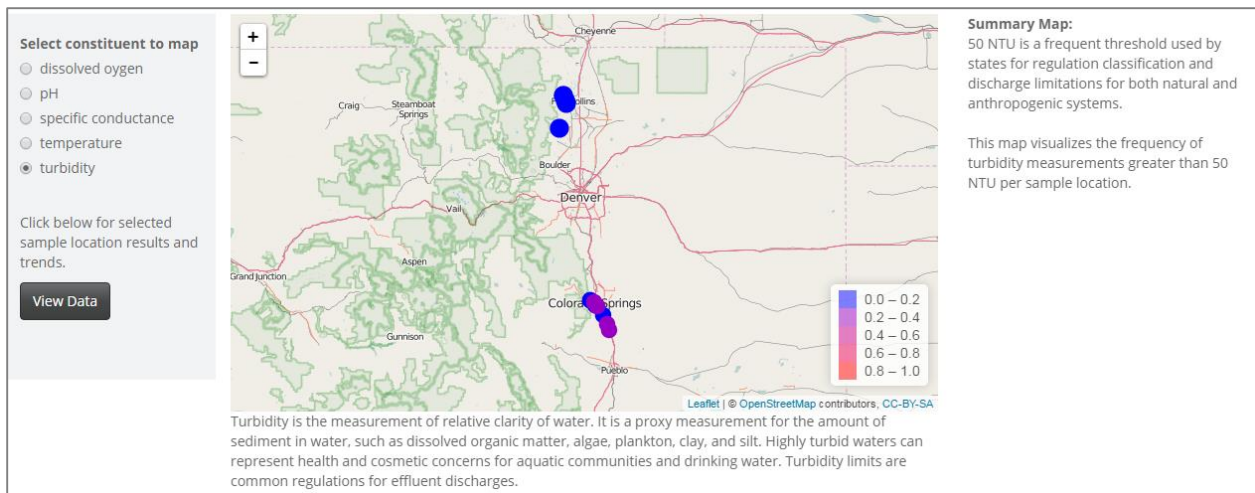 Select constituent to map
dissolved oygen
pH
specific conductance
temperature
turbidity
Click below for selected
sample location results and
trends.
View Data
+
−
Cheyenne
Craig
Steamboat
Springs
Collins
Boulder
Denver
Vail
Aspen
Grand Junction
Colora
Springs
Gunnison
Pueblo
0.0 – 0.2
0.2 – 0.4
0.4 – 0.6
0.6 – 0.8
0.8 – 1.0
Leaflet | © OpenStreetMap contributors, CC-BY-SA
Turbidity is the measurement of relative clarity of water. It is a proxy measurement for the amount of
sediment in water, such as dissolved organic matter, algae, plankton, clay, and silt. Highly turbid waters can
represent health and cosmetic concerns for aquatic communities and drinking water. Turbidity limits are
common regulations for effluent discharges.
Summary Map:
50 NTU is a frequent threshold used by
states for regulation classification and
discharge limitations for both natural and
anthropogenic systems.
This map visualizes the frequency of
turbidity measurements greater than 50
NTU per sample location.